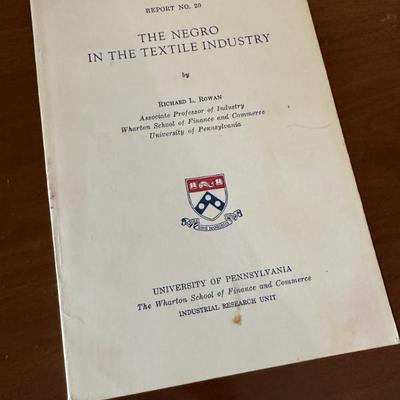 REPORT NO. 29
THE NEGRO
IN THE TEXTILE INDUSTRY
by
RICHARD L. ROWAN
Associate Professor of Industry
Wharton School of Finance and Commerce
University of Pennsylvania
UNIVERSITY OF PENNSYLVANIA
The Wharton School of Finance and Commerce
INDUSTRIAL RESEARCH UNIT